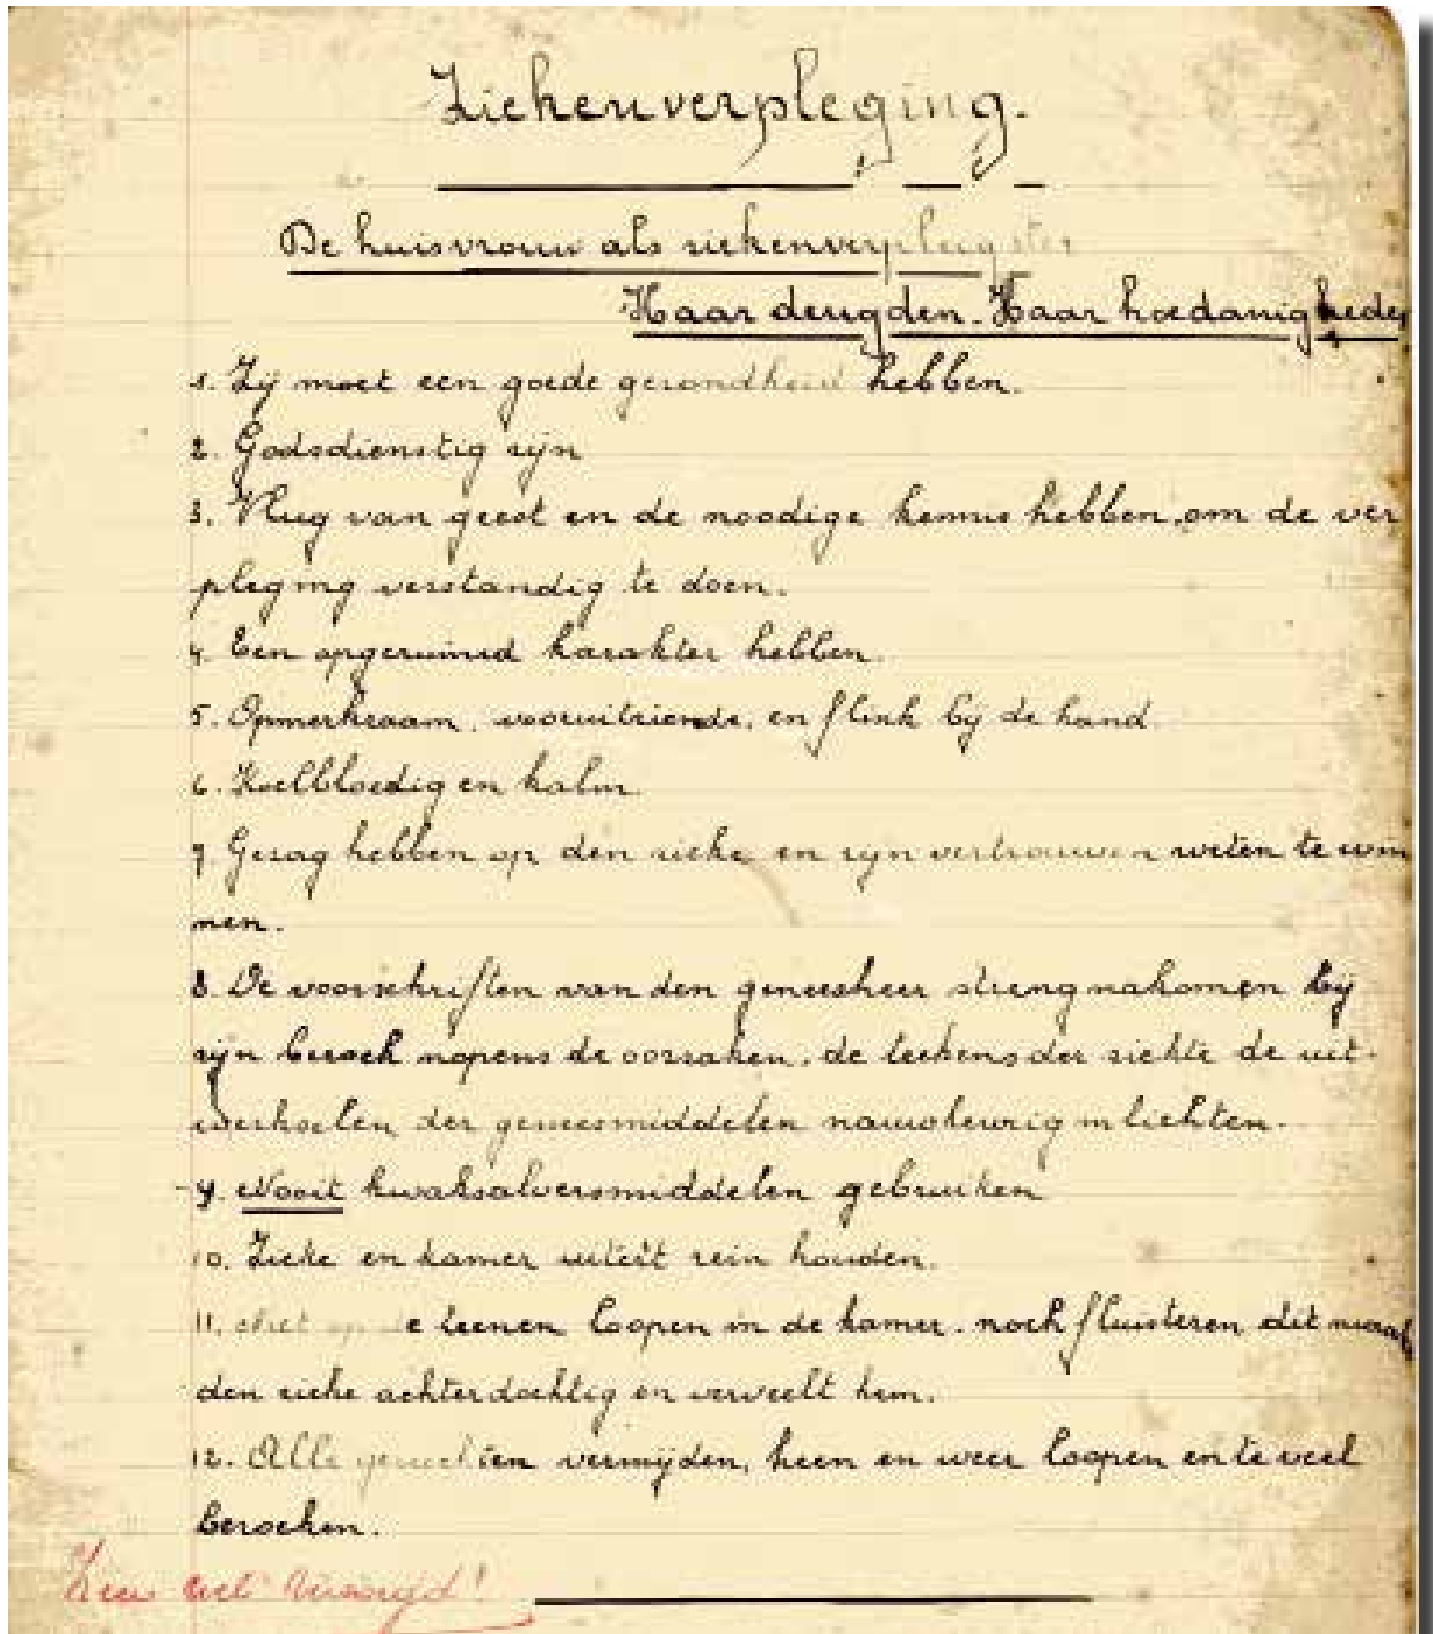 Ziekenverpleging.
De huisvrouw als ziekenverpleegster
Haar deugden. Haar hoedanigheden
1. Zij moet een goede gezondheid hebben.
2. Godsdienstig zijn
3. Vlug van geest en de noodige kennis hebben, om de ver
pleging verstandig te doen.
4. Een opgeruimd karakter hebben.
5. Opmerkzaam, vooruitziende, en flink bij de hand.
6. Koelbloedig en kalm
7. Gezag hebben op den zieke en zijn vertrouwen weten te win
nen.
8. De voorschriften van den geneesheer streng nakomen bij
zijn bezoek nopens de oorzaken, de teekens der ziekte de uit-
werkselen der geneesmiddelen nauwkeurig inlichten.
9. Nooit kwakzalversmiddelen gebruiken
10. Zieke en kamer uiterst rein houden.
11. Niet op de teenen loopen in de kamer. noch fluisteren dit maakt
den zieke achterdochtig en verveelt hem.
12. Alle geruchten vermijden, heen en weer loopen en te veel
bezoeken.
Zeer